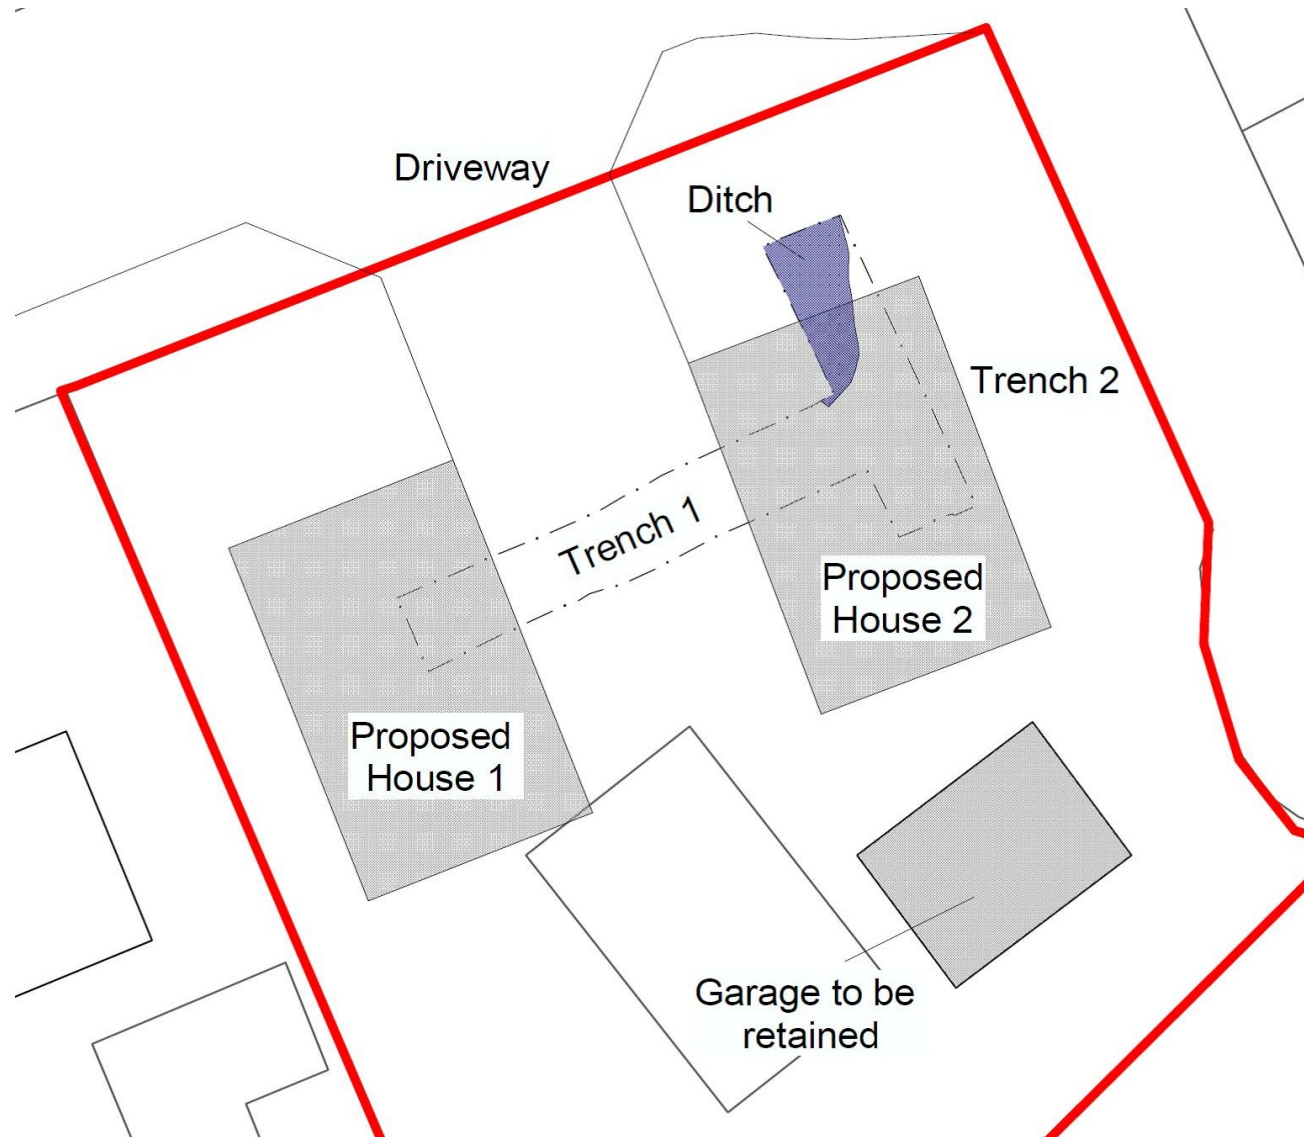 Driveway
Ditch
Trench 2
Trench 1
Proposed
House 2
Proposed
House 1
Garage to be
retained